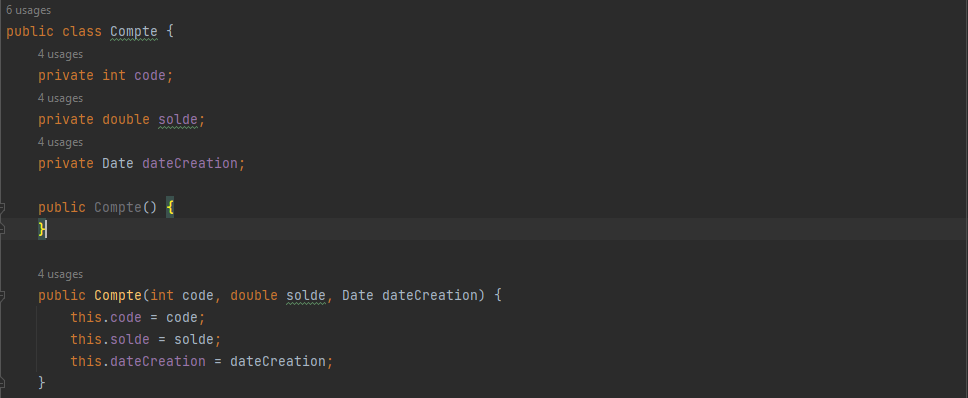 6 usages
public class Compte {
4 usages
private int code;
4 usages
private double solde;
4 usages
private Date dateCreation;
public Compte() {
}
4 usages
public Compte(int code, double solde, Date dateCreation) {
this.code = code;
this.solde = solde;
this.dateCreation = dateCreation;
}